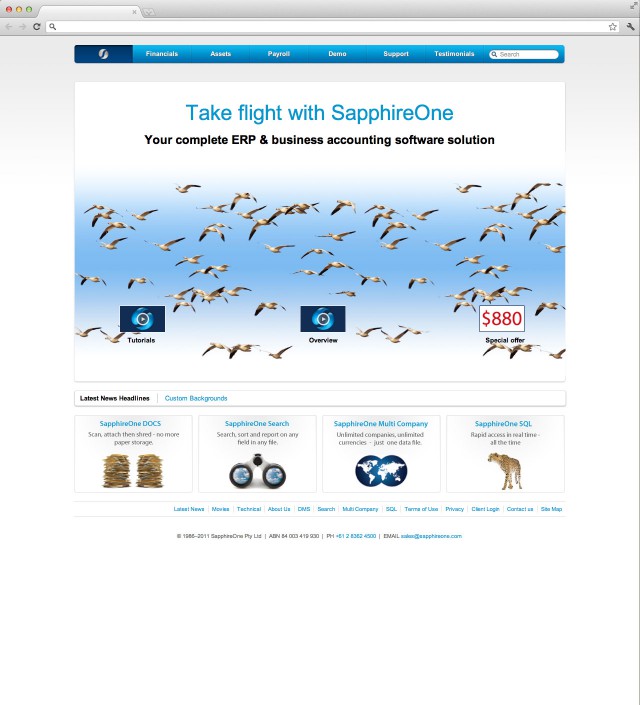 Financials Assets Payroll Demo Support Testimonials Search
Take flight with SapphireOne
Your complete ERP & business accounting software solution
$880
Tutorials Overview Special offer
Latest News Headlines Custom Backgrounds
SapphireOne DOCS
Scan, attach then shred - no more
paper storage.
SapphireOne Search
Search, sort and report on any
field in any file.
SapphireOne Multi Company
Unlimited companies, unlimited
currencies - just one data file.
SapphireOne SQL
Rapid access in real time -
all the time
Latest News | Movies | Technical | About Us | DMS | Search | Multi Company | SQL | Terms of Use | Privacy | Client Login | Contact us | Site Map
© 1986–2011 SapphireOne Pty Ltd | ABN 84 003 419 930 | PH +61 2 8362 4500 | EMAIL sales@sapphireone.com